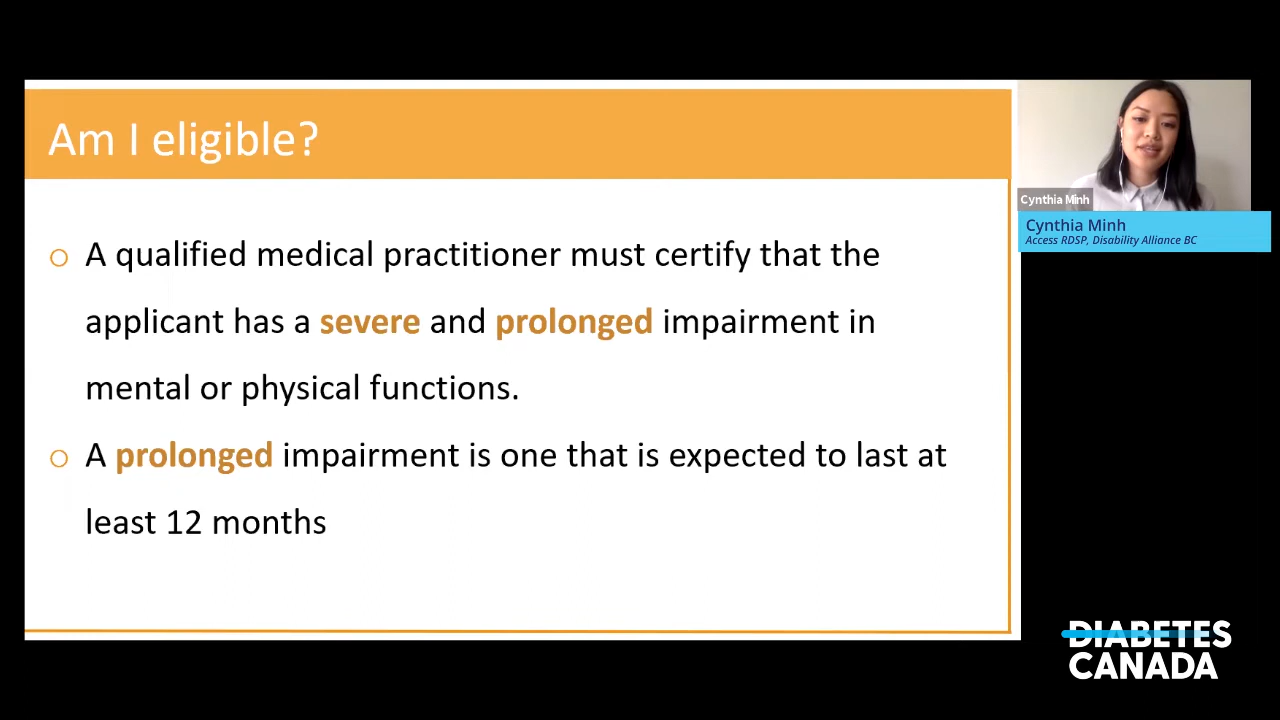 Am I eligible?
A qualified medical practitioner must certify that the
applicant has a severe and prolonged impairment in
mental or physical functions.
A prolonged impairment is one that is expected to last at
least 12 months
Cynthia Minh
Cynthia Minh
Access RDSP, Disability Alliance BC
DIABETES
CANADA